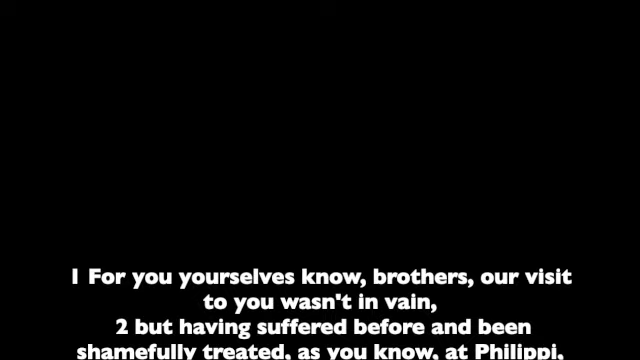 1 For you yourselves know, brothers, our visit
to you wasn't in vain,
2 but having suffered before and been
shamefully treated, as you know, at Philippi,